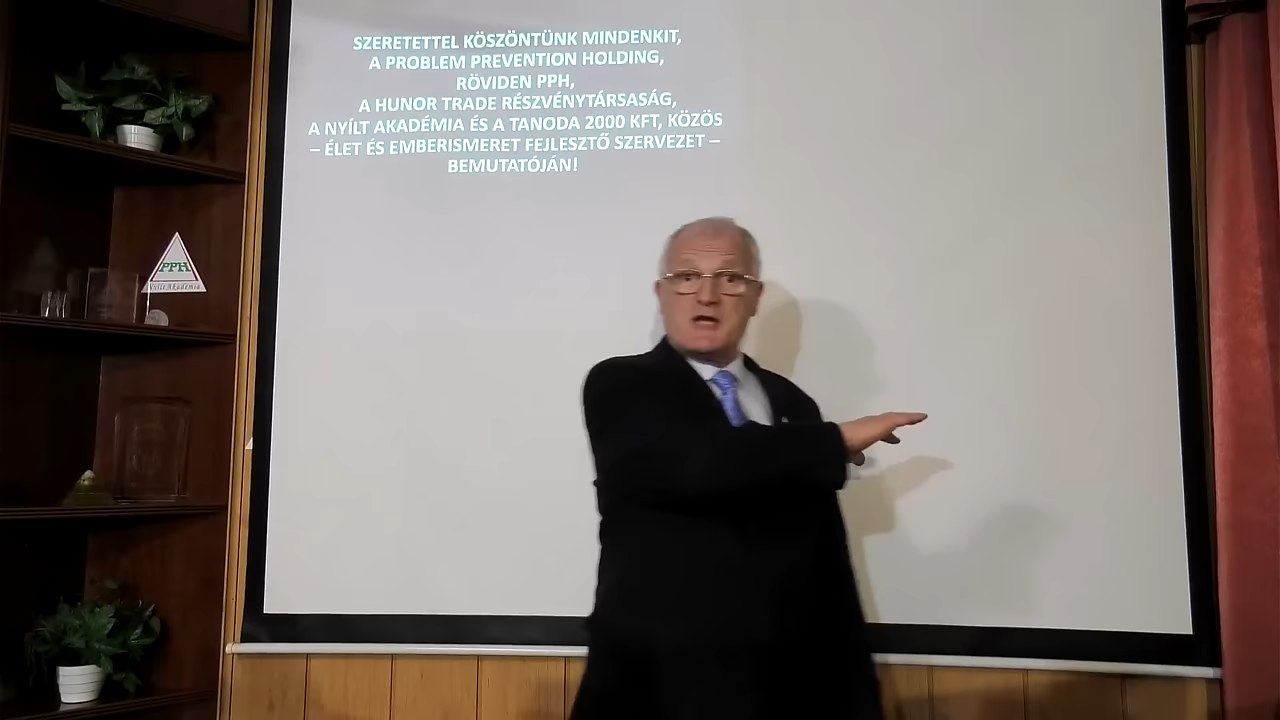 SZERETETTEL KÖSZÖNTÜNK MINDENKIT,
A PROBLEM PREVENTION HOLDING,
RÖVIDEN PPH,
A HUNOR TRADE RÉSZVÉNYTÁRSASÁG,
A NYÍLT AKADÉMIA ÉS A TANODA 2000 KFT, KÖZÖS
– ÉLET ÉS EMBERISMERET FEJLESZTŐ SZERVEZET –
BEMUTATÓJÁN!
PPH
Nyílt Akadémia